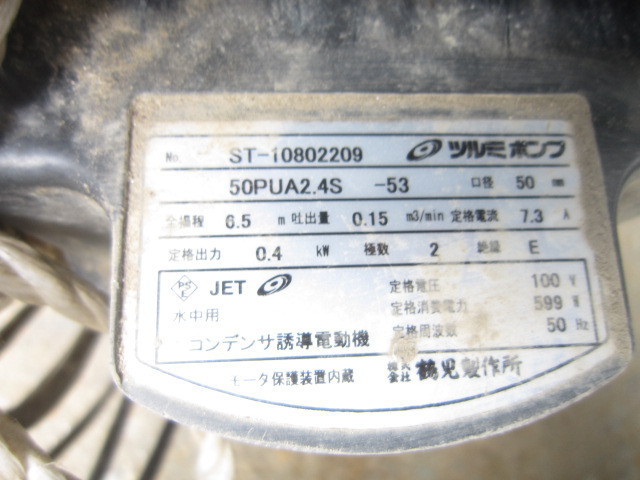 No. ST-10802209 ツルミポンプ
50PUA2.4S -53 口径 50 mm
全揚程 6.5 m 吐出量 0.15 m3/min 定格電流 7.3 A
定格出力 0.4 kW 極数 2 絶縁 E
PSE JET 定格電圧 100 V
水中用 定格消費電力 599 W
コンデンサ誘導電動機 定格周波数 50 Hz
モータ保護装置内蔵 株式会社 鶴見製作所